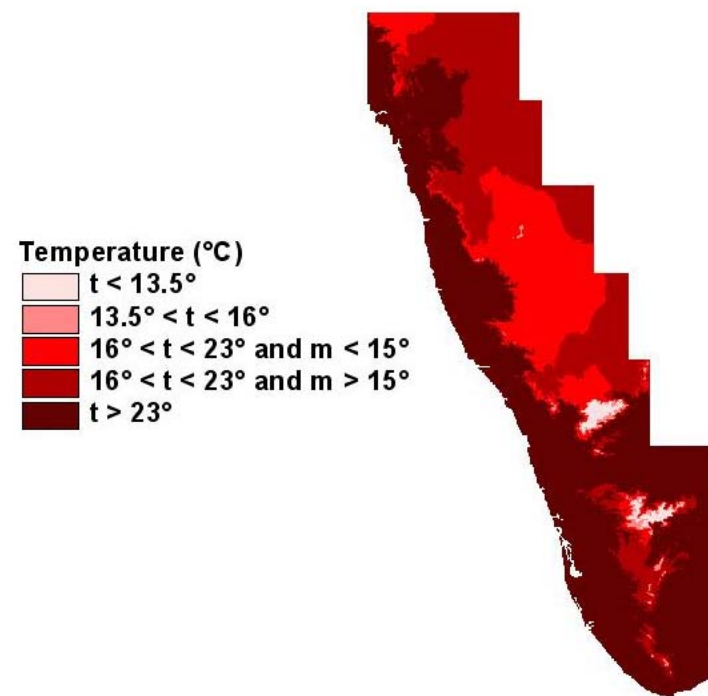 Temperature (°C)
t < 13.5°
13.5° < t < 16°
16° < t < 23° and m < 15°
16° < t < 23° and m > 15°
t > 23°